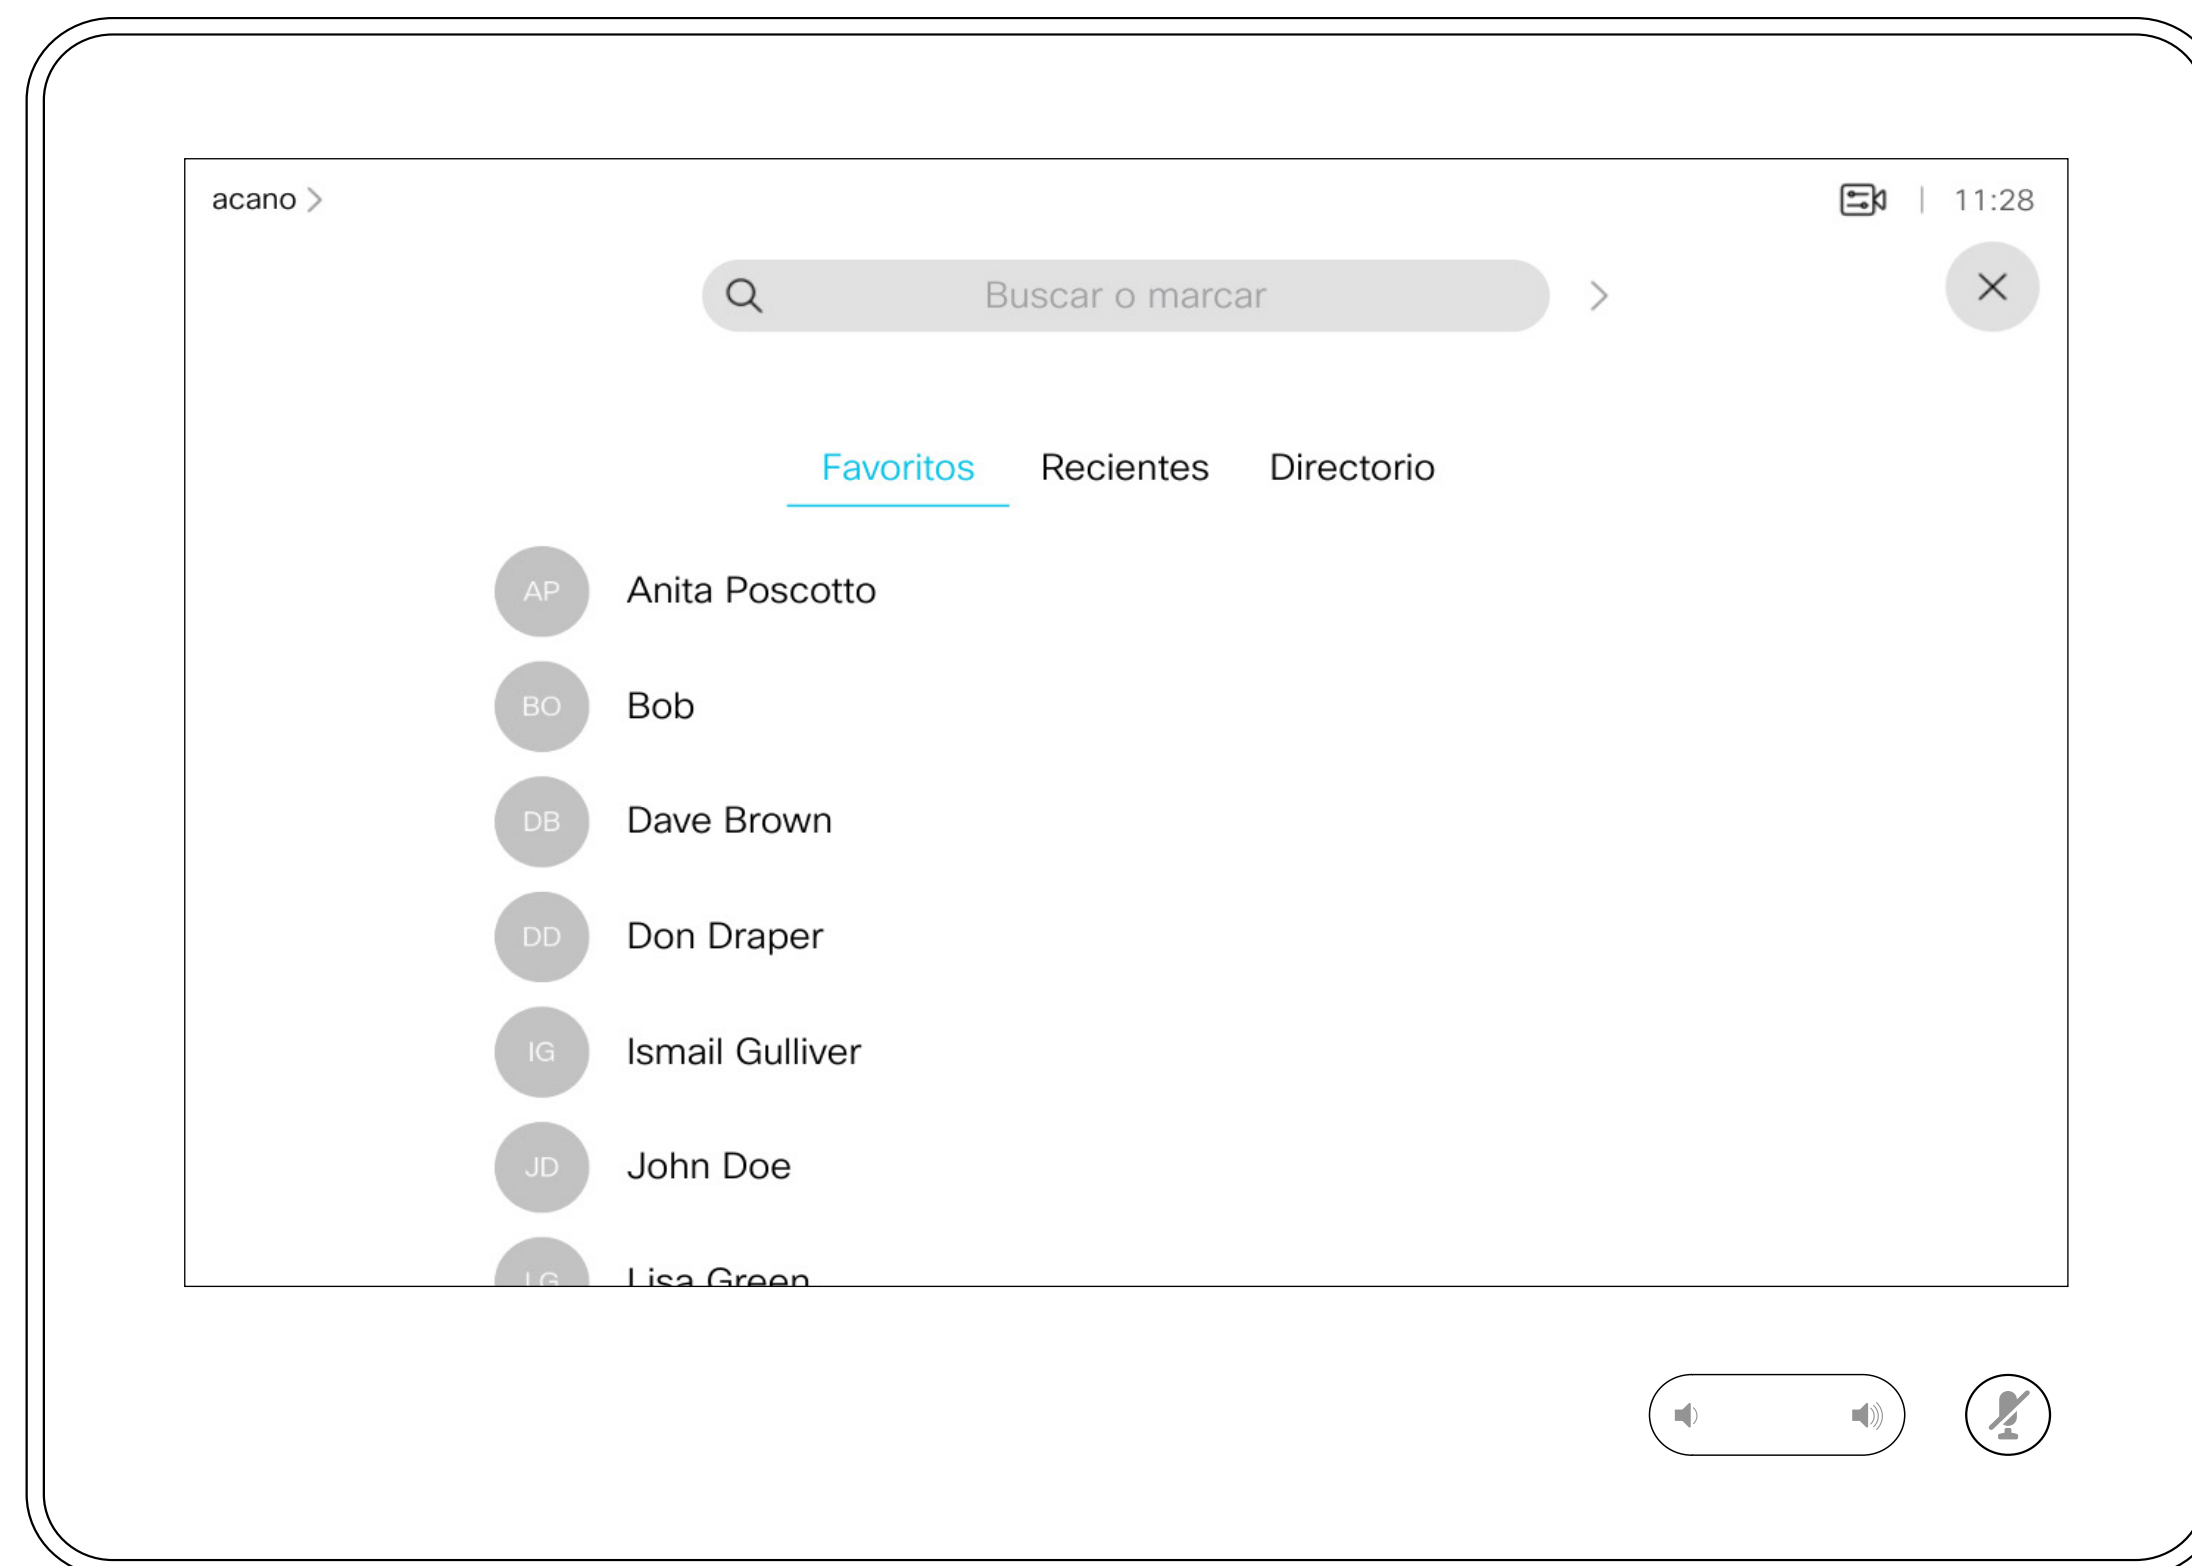 acano
11:28
Buscar o marcar
Favoritos Recientes Directorio
AP Anita Poscotto
BO Bob
DB Dave Brown
DD Don Draper
IG Ismail Gulliver
JD John Doe
LG Lisa Green